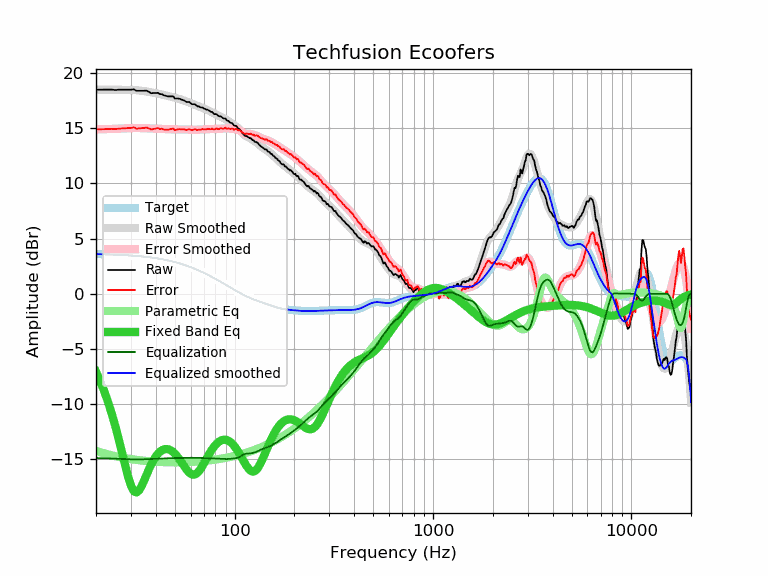 Techfusion Ecoofers
20
15
10
5
0
−5
−10
−15
Amplitude (dBr)
Target
Raw Smoothed
Error Smoothed
Raw
Error
Parametric Eq
Fixed Band Eq
Equalization
Equalized smoothed
100
1000
10000
Frequency (Hz)